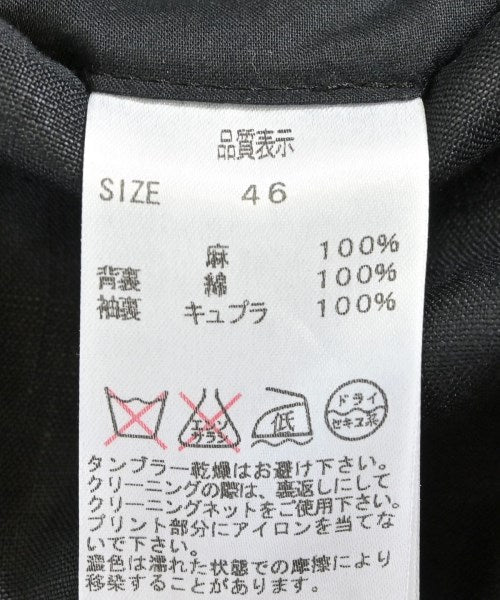 品質表示
SIZE 46
麻 100%
背裏 綿 100%
袖裏 キュプラ 100%
エンソ サラシ 低 ドライ セキユ系
タンブラー乾燥はお避け下さい。
クリーニングの際は、裏返しにして
クリーニングネットをご使用下さい。
プリント部分にアイロンを当てな
いで下さい。
濃色は濡れた状態での摩擦により
移染することがあります。